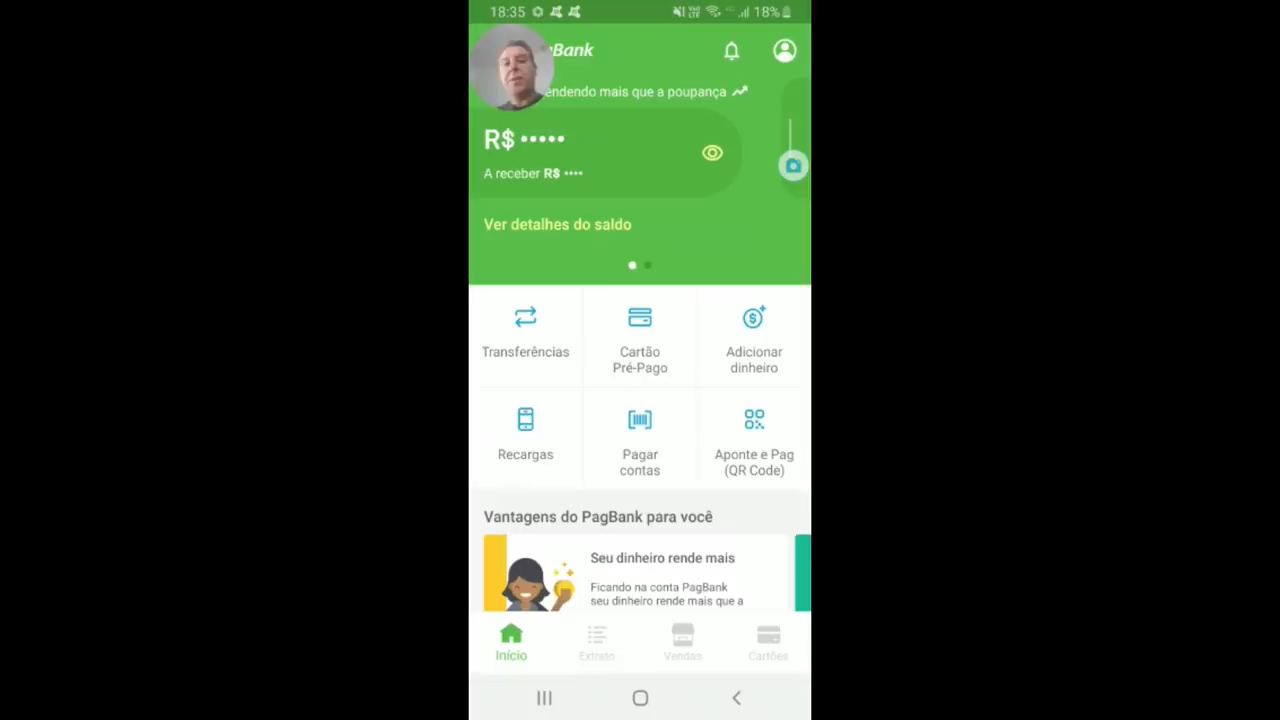 18:35
18%
Bank
endendo mais que a poupança
R$ •••••
A receber R$ ••••
Ver detalhes do saldo
Transferências
Cartão
Pré-Pago
Adicionar
dinheiro
Recargas
Pagar
contas
Aponte e Pag
(QR Code)
Vantagens do PagBank para você
Seu dinheiro rende mais
Ficando na conta PagBank
seu dinheiro rende mais que a
Início
Extrato
Vendas
Cartões